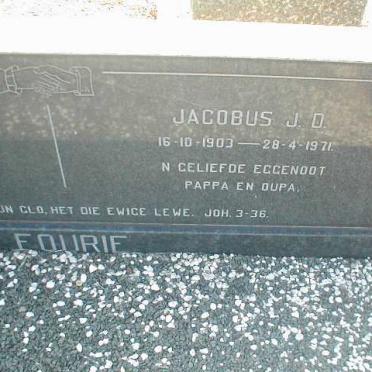 JACOBUS J. D.
16-10-1903 — 28-4-1971.
N GELIEFDE EGGENOOT
PAPPA EN OUPA.
GLO, HET DIE EWIGE LEWE. JOH. 3-36.
FOURIE